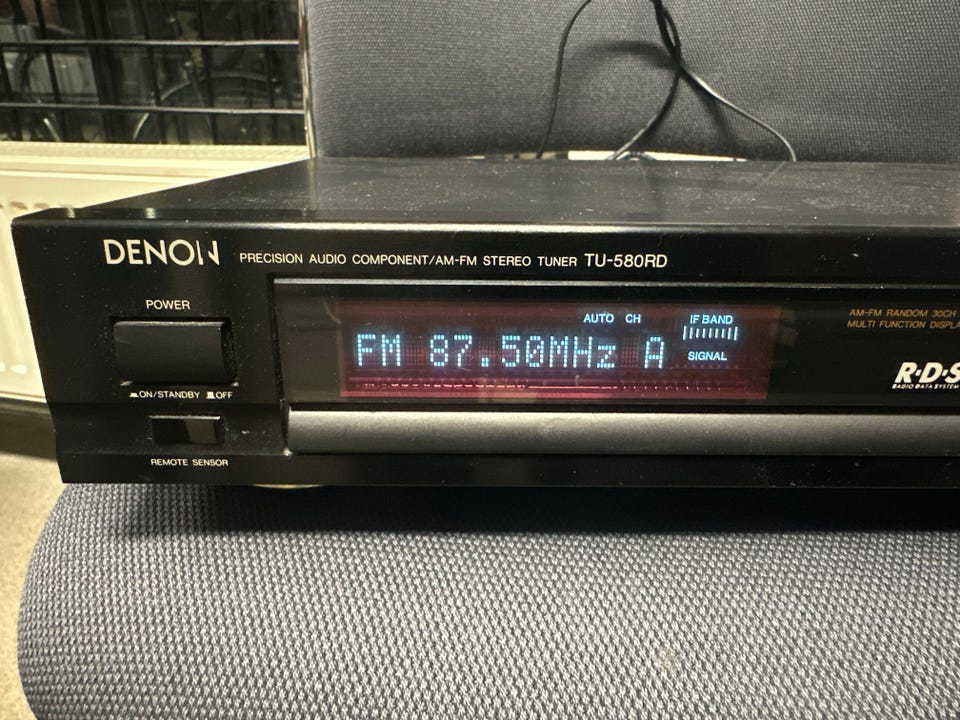 DENON PRECISION AUDIO COMPONENT/AM-FM STEREO TUNER TU-580RD
POWER
ON/STANDBY OFF
REMOTE SENSOR
AUTO CH IF BAND
FM 87.50MHz A
SIGNAL
AM-FM RANDOM 30CH
MULTI FUNCTION
R·D·S
RADIO DATA SYSTEM